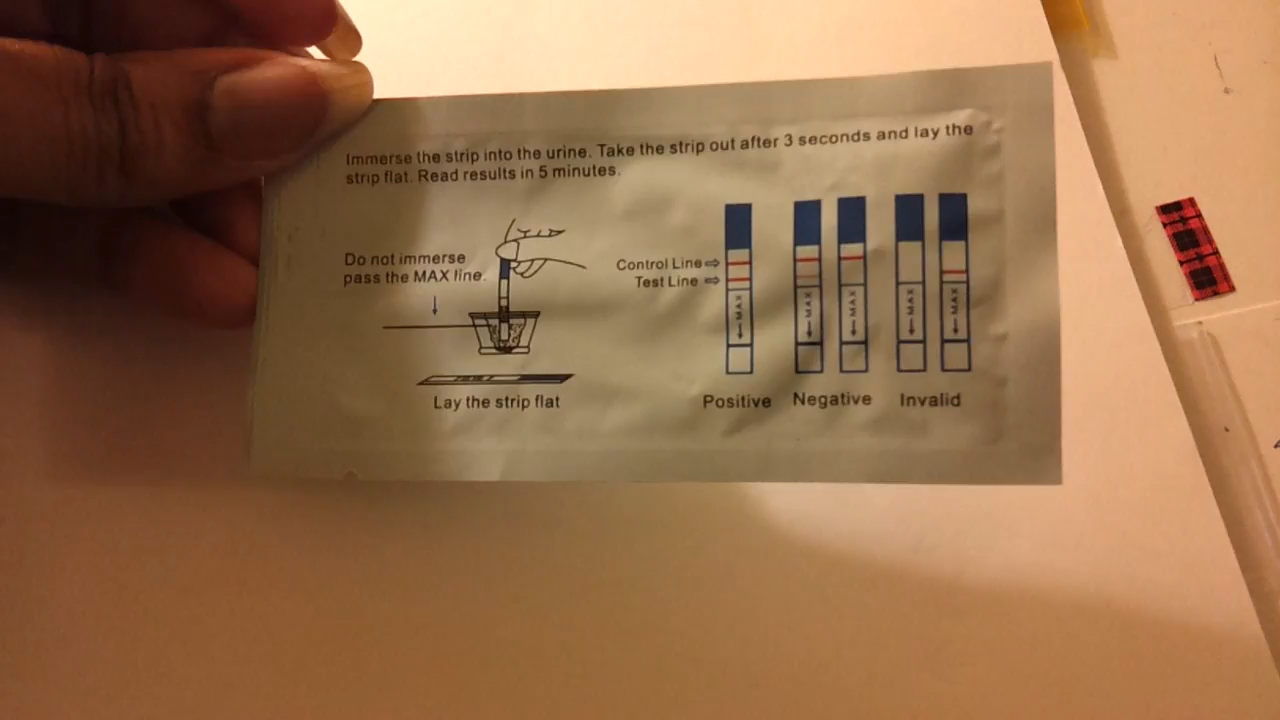 Immerse the strip into the urine. Take the strip out after 3 seconds and lay the
strip flat. Read results in 5 minutes.
Do not immerse
pass the MAX line.
Lay the strip flat
Control Line
Test Line
MAX
MAX
MAX
MAX
MAX
Positive
Negative
Invalid